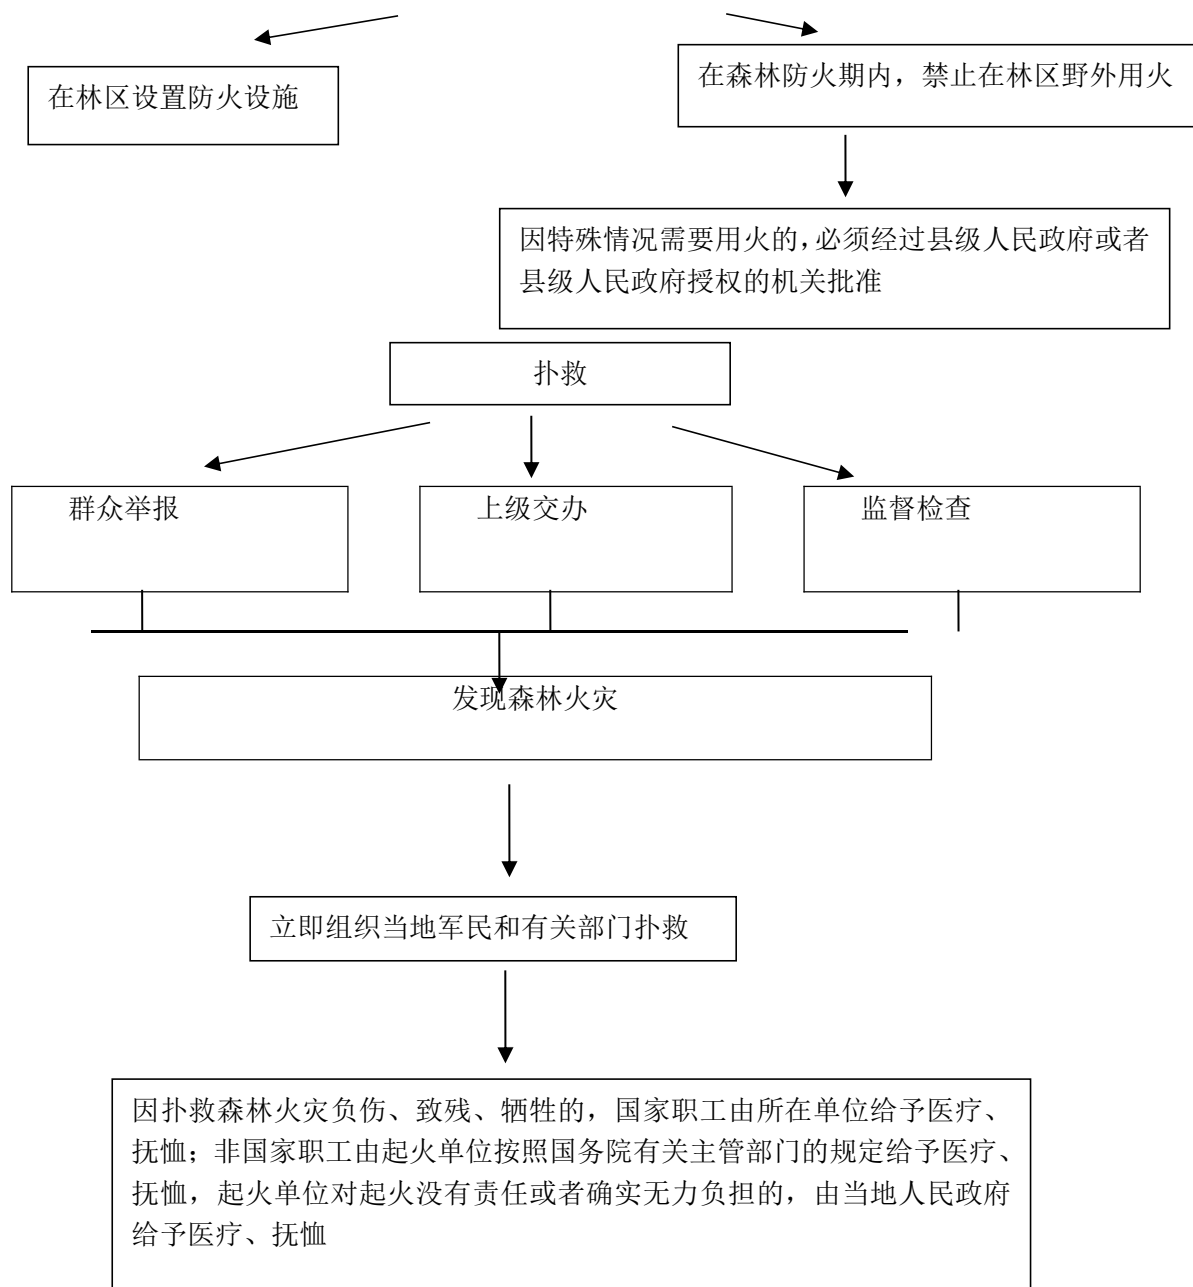 在林区设置防火设施
在森林防火期内，禁止在林区野外用火
因特殊情况需要用火的，必须经过县级人民政府或者
县级人民政府授权的机关批准
扑救
群众举报
上级交办
监督检查
发现森林火灾
立即组织当地军民和有关部门扑救
因扑救森林火灾负伤、致残、牺牲的，国家职工由所在单位给予医疗、
抚恤；非国家职工由起火单位按照国务院有关主管部门的规定给予医疗、
抚恤，起火单位对起火没有责任或者确实无力负担的，由当地人民政府
给予医疗、抚恤